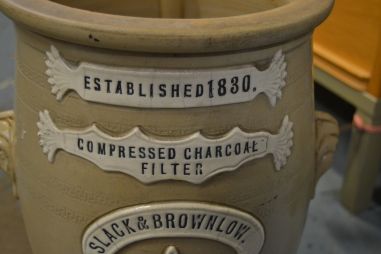 ESTABLISHED 1830.
COMPRESSED CHARCOAL
FILTER
SLACK & BROWNLOW.